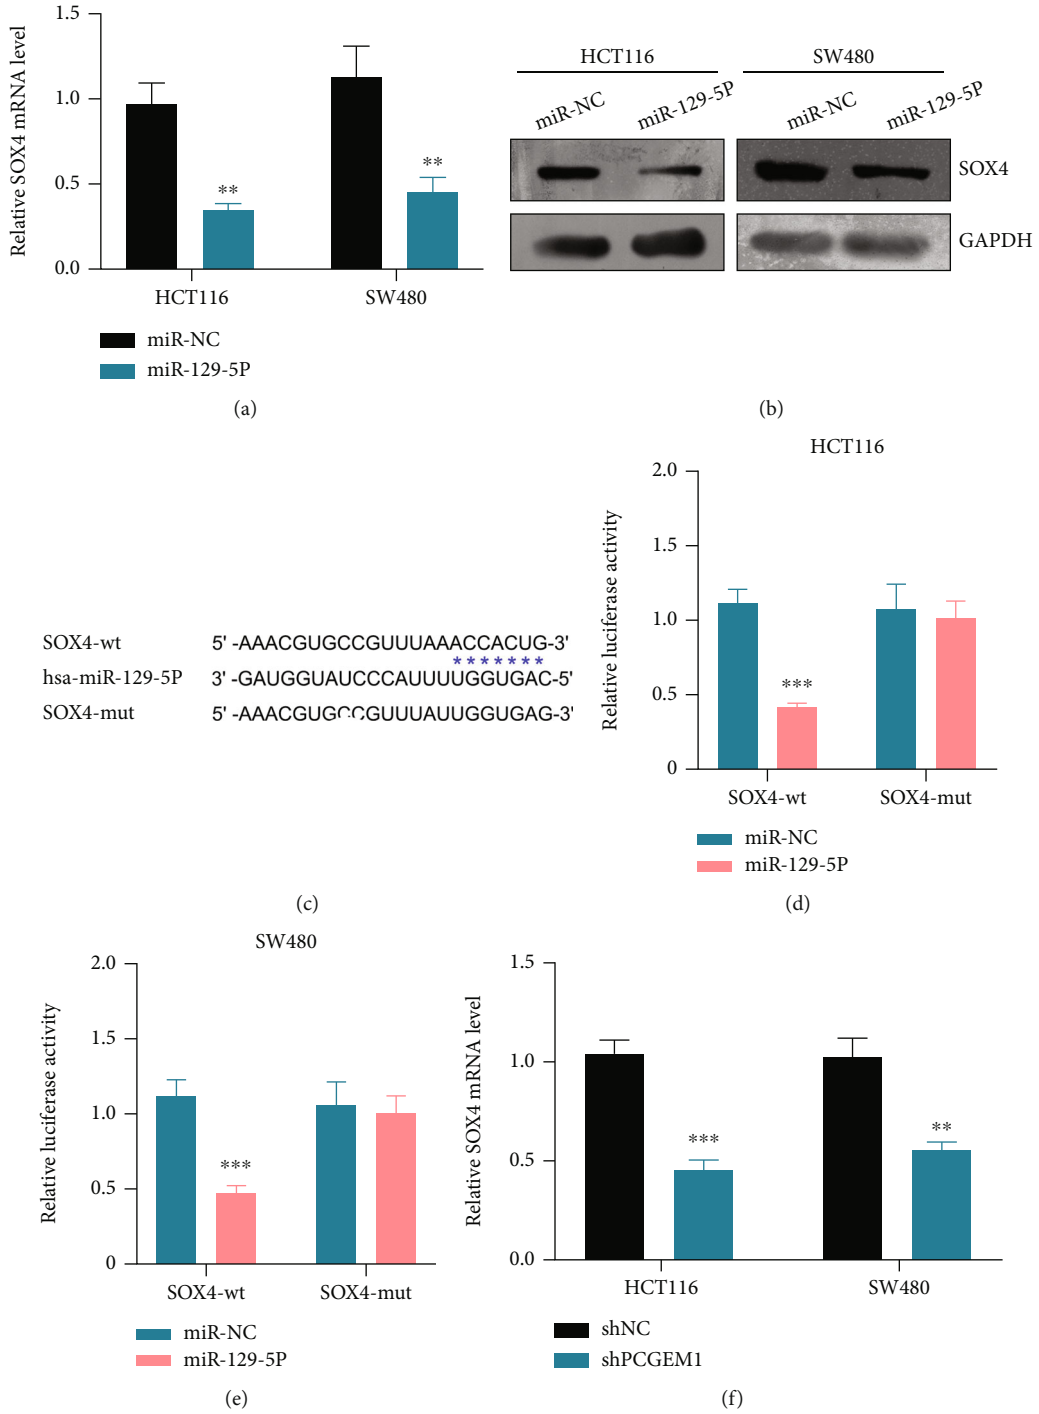 Relative SOX4 mRNA level
1.5
1.0
0.5
0.0
**
**
HCT116
SW480
miR-NC
miR-129-5P
(a)
HCT116
SW480
miR-NC
miR-129-5P
miR-NC
miR-129-5P
SOX4
GAPDH
(b)
SOX4-wt
5' -AAACGUGCCGUUUAAACCACUG-3'
*******
hsa-miR-129-5P
3' -GAUGGUAUCCCAUUUUUGGUGAC-5'
SOX4-mut
5' -AAACGUGCCGUUUAUUGGUGAG-3'
(c)
HCT116
Relative luciferase activity
2.0
1.5
1.0
0.5
0
***
SOX4-wt
SOX4-mut
miR-NC
miR-129-5P
(d)
SW480
Relative luciferase activity
2.0
1.5
1.0
0.5
0
***
SOX4-wt
SOX4-mut
miR-NC
miR-129-5P
(e)
Relative SOX4 mRNA level
1.5
1.0
0.5
0.0
***
**
HCT116
SW480
shNC
shPCGEM1
(f)